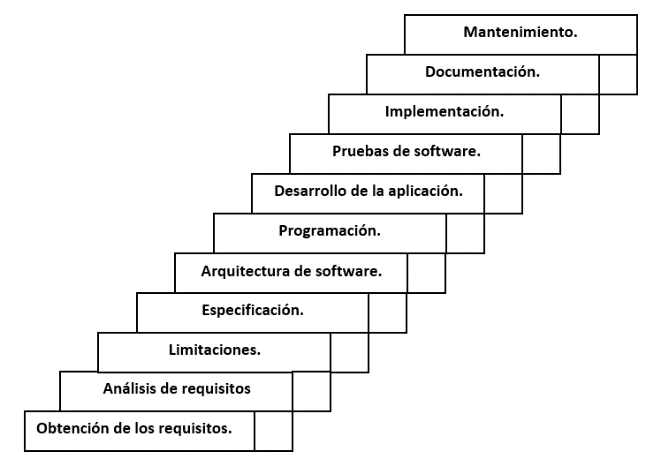 Mantenimiento.
Documentación.
Implementación.
Pruebas de software.
Desarrollo de la aplicación.
Programación.
Arquitectura de software.
Especificación.
Limitaciones.
Análisis de requisitos
Obtención de los requisitos.